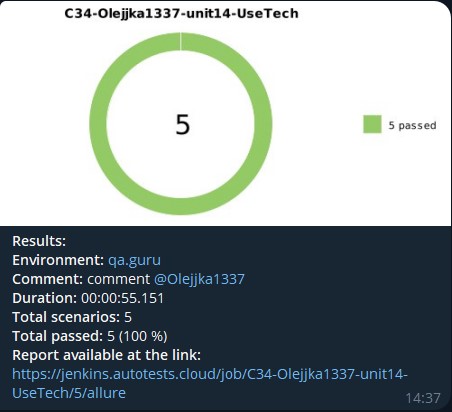 C34-Olejjka1337-unit14-UseTech
5
5 passed
Results:
Environment: qa.guru
Comment: comment @Olejjka1337
Duration: 00:00:55.151
Total scenarios: 5
Total passed: 5 (100 %)
Report available at the link:
https://jenkins.autotests.cloud/job/C34-Olejjka1337-unit14-
UseTech/5/allure
14:37